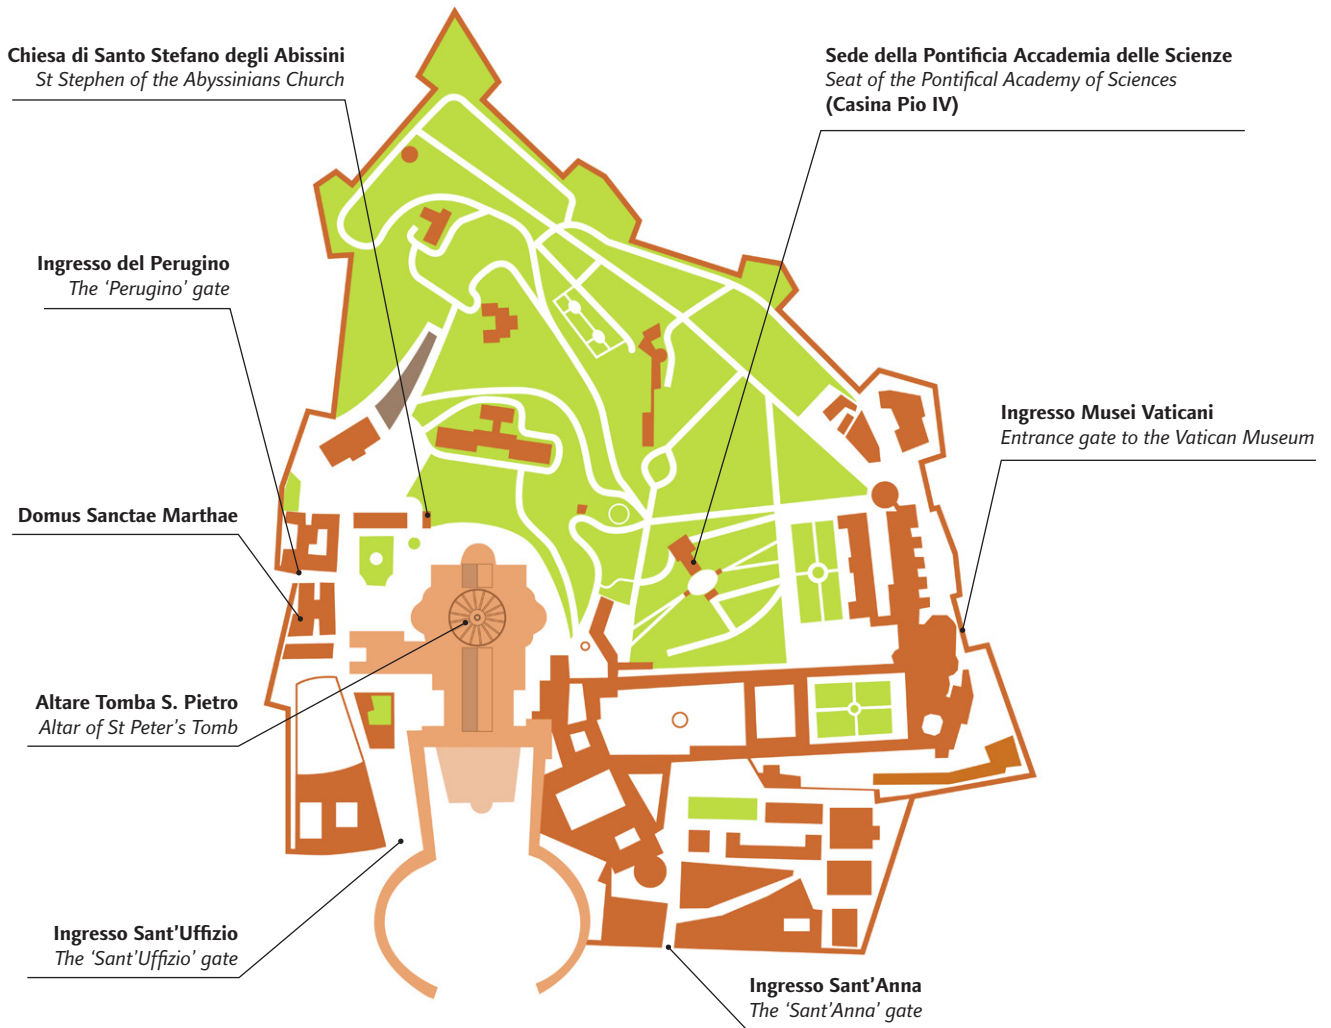 Chiesa di Santo Stefano degli Abissini
St Stephen of the Abyssinians Church
Sede della Pontificia Accademia delle Scienze
Seat of the Pontifical Academy of Sciences
(Casina Pio IV)
Ingresso del Perugino
The ‘Perugino’ gate
Ingresso Musei Vaticani
Entrance gate to the Vatican Museum
Domus Sanctae Marthae
Altare Tomba S. Pietro
Altar of St Peter’s Tomb
Ingresso Sant’Uffizio
The ‘Sant’Uffizio’ gate
Ingresso Sant’Anna
The ‘Sant’Anna’ gate